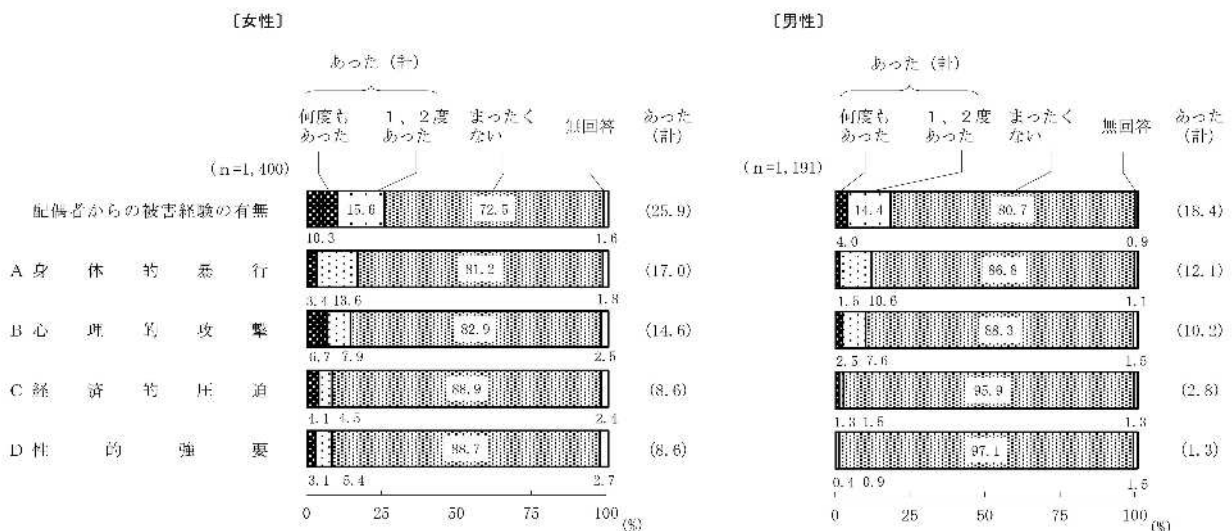 〔女性〕
〔男性〕
あった(計)
あった(計)
何度も あった
1、2度 あった
まったく ない
無回答
あった (計)
何度も あった
1、2度 あった
まったく ない
無回答
あった (計)
(n=1,400)
(n=1,191)
配偶者からの被害経験の有無
15.6 72.5 (25.9)
14.4 80.7 (18.4)
10.3 1.6
4.0 0.9
A 身体的暴行
81.2 (17.0)
86.8 (12.1)
3.4 13.6 1.8
1.5 10.6 1.1
B 心理的攻撃
82.9 (14.6)
88.3 (10.2)
6.7 7.9 2.5
2.5 7.6 1.5
C 経済的圧迫
88.9 (8.6)
95.9 (2.8)
4.1 4.5 2.4
1.3 1.5 1.3
D 性的強要
88.7 (8.6)
97.1 (1.3)
3.1 5.4 2.7
0.4 0.9 1.5
0 25 50 75 100 (%)
0 25 50 75 100 (%)